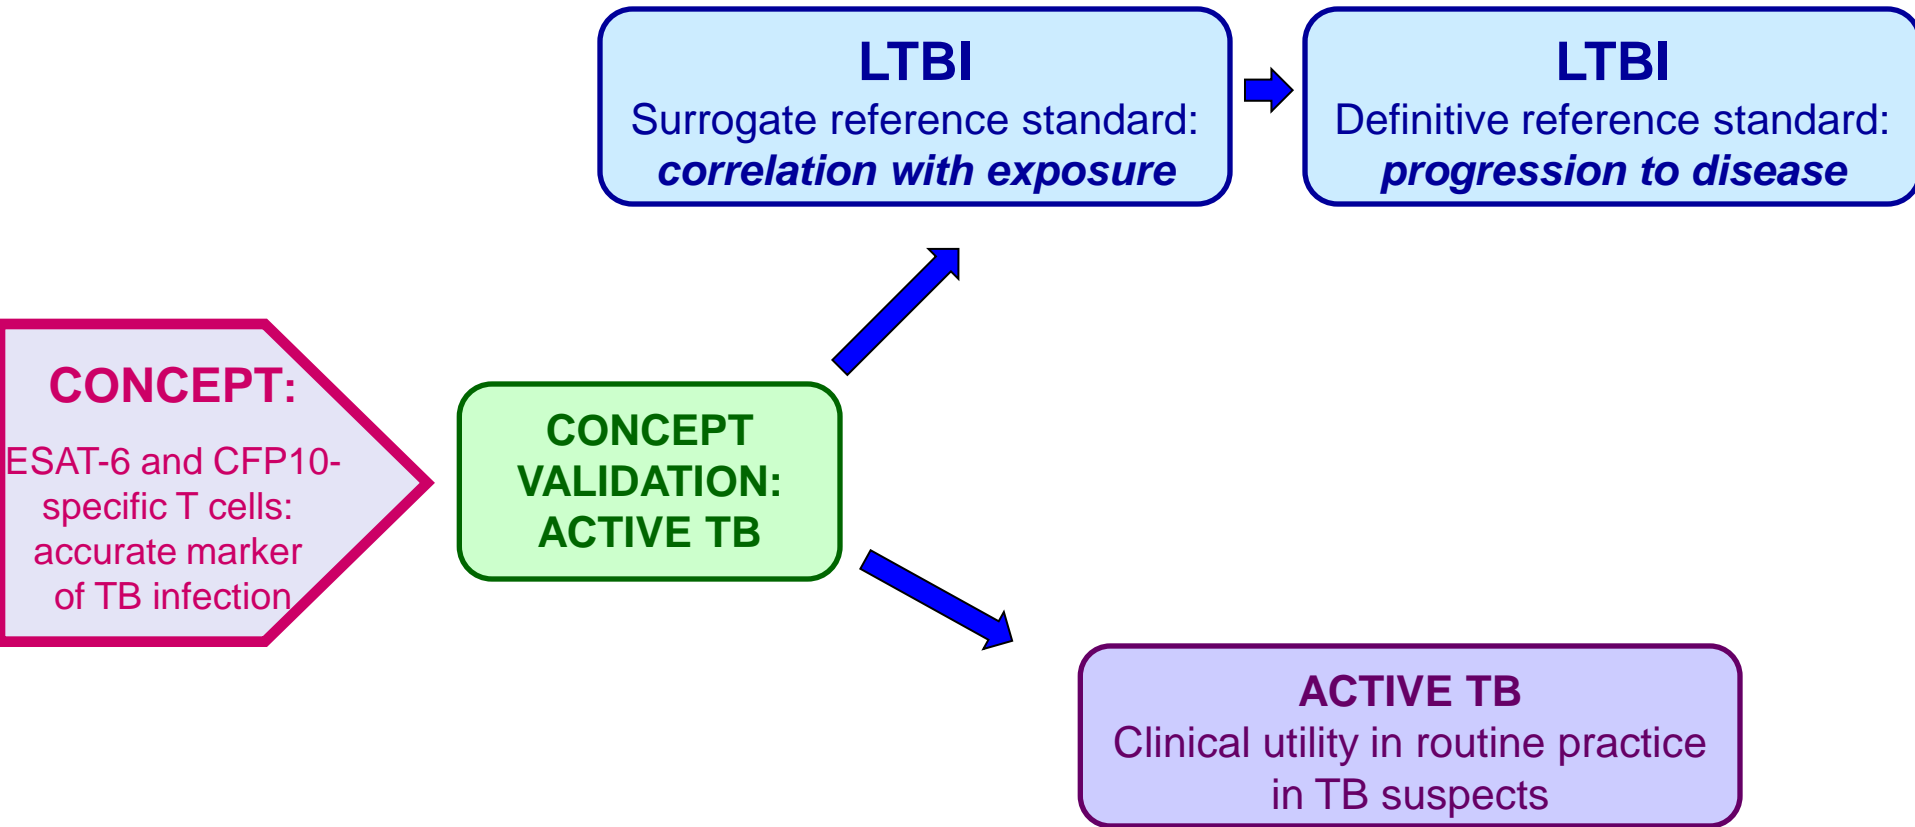 LTBI
Surrogate reference standard:
correlation with exposure
LTBI
Definitive reference standard:
progression to disease
CONCEPT:
ESAT-6 and CFP10-
specific T cells:
accurate marker
of TB infection
CONCEPT
VALIDATION:
ACTIVE TB
ACTIVE TB
Clinical utility in routine practice
in TB suspects